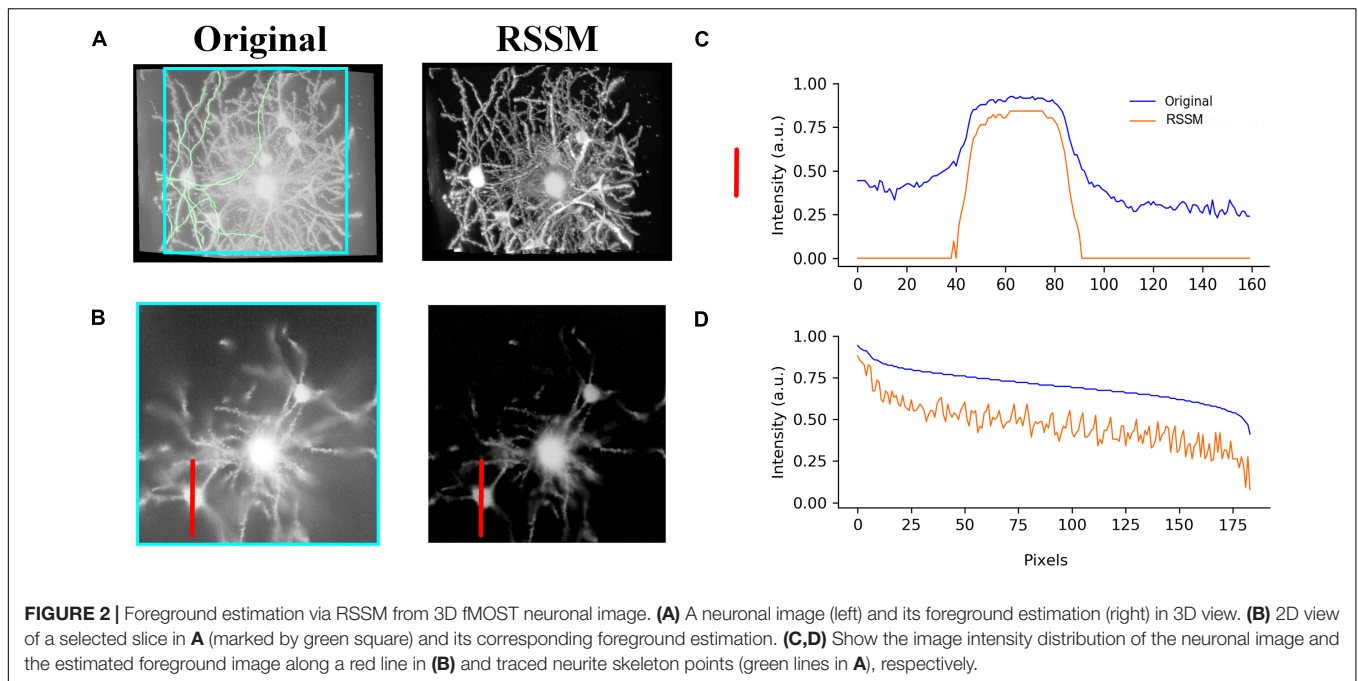 A
Original
RSSM
C
1.00
0.75
0.50
0.25
0.00
Intensity (a.u.)
Original
RSSM
0 20 40 60 80 100 120 140 160
B
D
1.00
0.75
0.50
0.25
0.00
Intensity (a.u.)
0 25 50 75 100 125 150 175
Pixels
FIGURE 2 | Foreground estimation via RSSM from 3D fMOST neuronal image. (A) A neuronal image (left) and its foreground estimation (right) in 3D view. (B) 2D view
of a selected slice in A (marked by green square) and its corresponding foreground estimation. (C,D) Show the image intensity distribution of the neuronal image and
the estimated foreground image along a red line in (B) and traced neurite skeleton points (green lines in A), respectively.